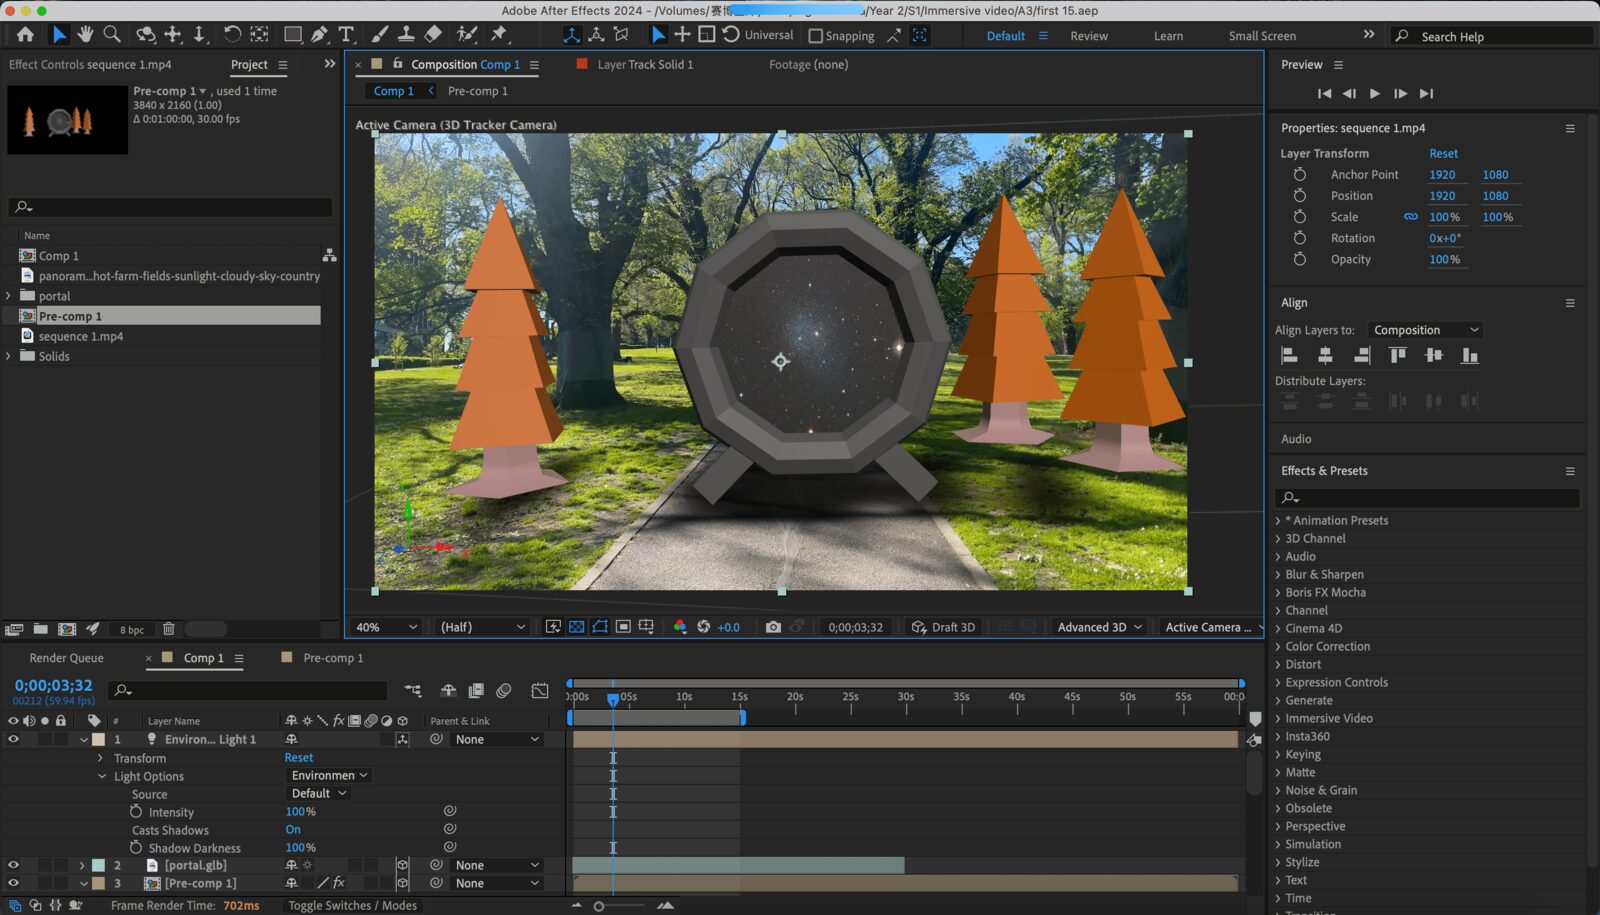 Adobe After Effects 2024 - /Volumes/赛博 /Year 2/S1/Immersive video/A3/first 15.aep
Universal
Snapping
Default
Review
Learn
Small Screen
Search Help
Effect Controls sequence 1.mp4
Project
Pre-comp 1 , used 1 time
3840 x 2160 (1.00)
Δ 0:01:00:00, 30.00 fps
Name
Comp 1
panoram...hot-farm-fields-sunlight-cloudy-sky-country
portal
Pre-comp 1
sequence 1.mp4
Solids
8 bpc
Composition Comp 1
Layer Track Solid 1
Footage (none)
Comp 1
Pre-comp 1
Active Camera (3D Tracker Camera)
40%
(Half)
+0.0
0;00;03;32
Draft 3D
Advanced 3D
Active Camera ...
Preview
Properties: sequence 1.mp4
Layer Transform
Reset
Anchor Point 1920 1080
Position 1920 1080
Scale 100% 100%
Rotation 0x+0°
Opacity 100%
Align
Align Layers to: Composition
Distribute Layers:
Audio
Effects & Presets
* Animation Presets
3D Channel
Audio
Blur & Sharpen
Boris FX Mocha
Channel
Cinema 4D
Color Correction
Distort
Expression Controls
Generate
Immersive Video
Insta360
Keying
Matte
Noise & Grain
Obsolete
Perspective
Simulation
Stylize
Text
Time
Transition
Render Queue
Comp 1
Pre-comp 1
0;00;03;32
00212 (59.94 fps)
):00s 05s 10s 15s 20s 25s 30s 35s 40s 45s 50s 55s 00:0
# Layer Name
fx
Parent & Link
1 Environ... Light 1 None
Transform Reset
Light Options Environmen
Source Default
Intensity 100%
Casts Shadows On
Shadow Darkness 100%
2 [portal.glb] None
3 [Pre-comp 1] fx None
Frame Render Time: 702ms
Toggle Switches / Modes